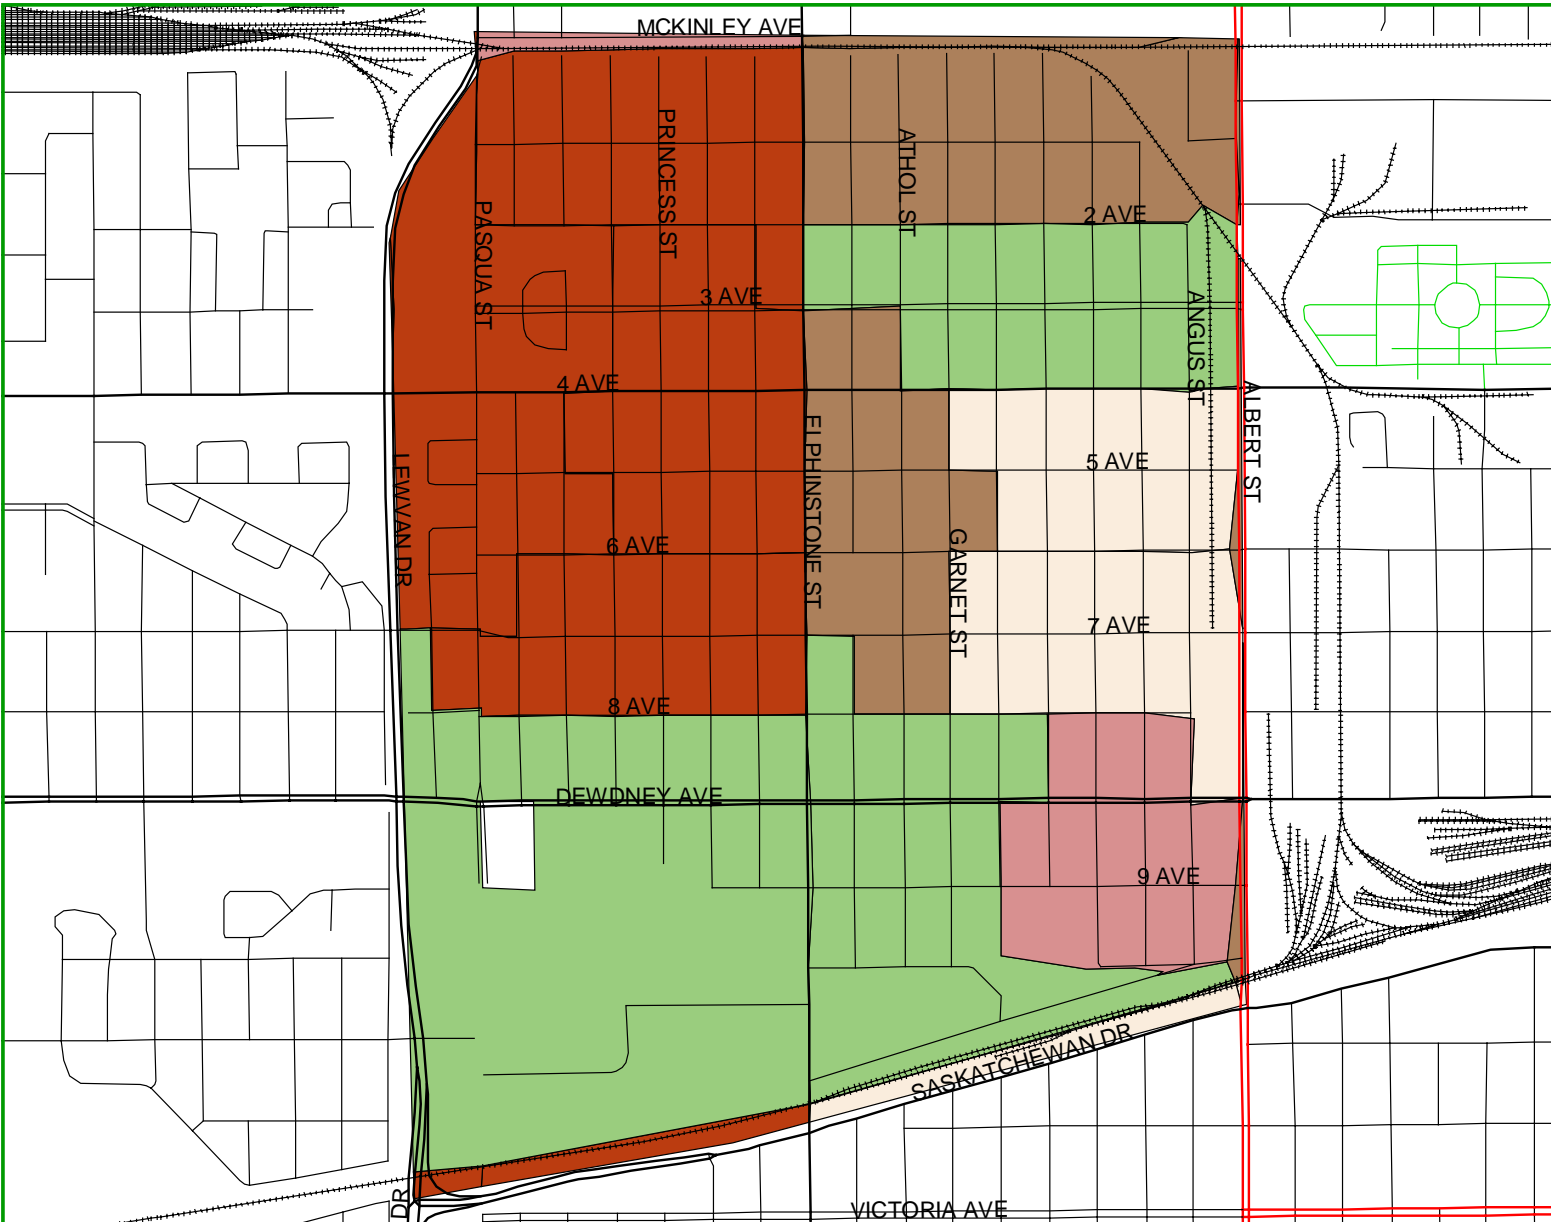 MCKINLEY AVE
PRINCESS ST
ATHOL ST
PASQUA ST
2 AVE
3 AVE
ANGUS ST
4 AVE
ALBERT ST
ELPHINSTONE ST
LEWVAN DR
5 AVE
6 AVE
GARNET ST
7 AVE
8 AVE
DEWDNEY AVE
9 AVE
SASKATCHEWAN DR
DR
VICTORIA AVE